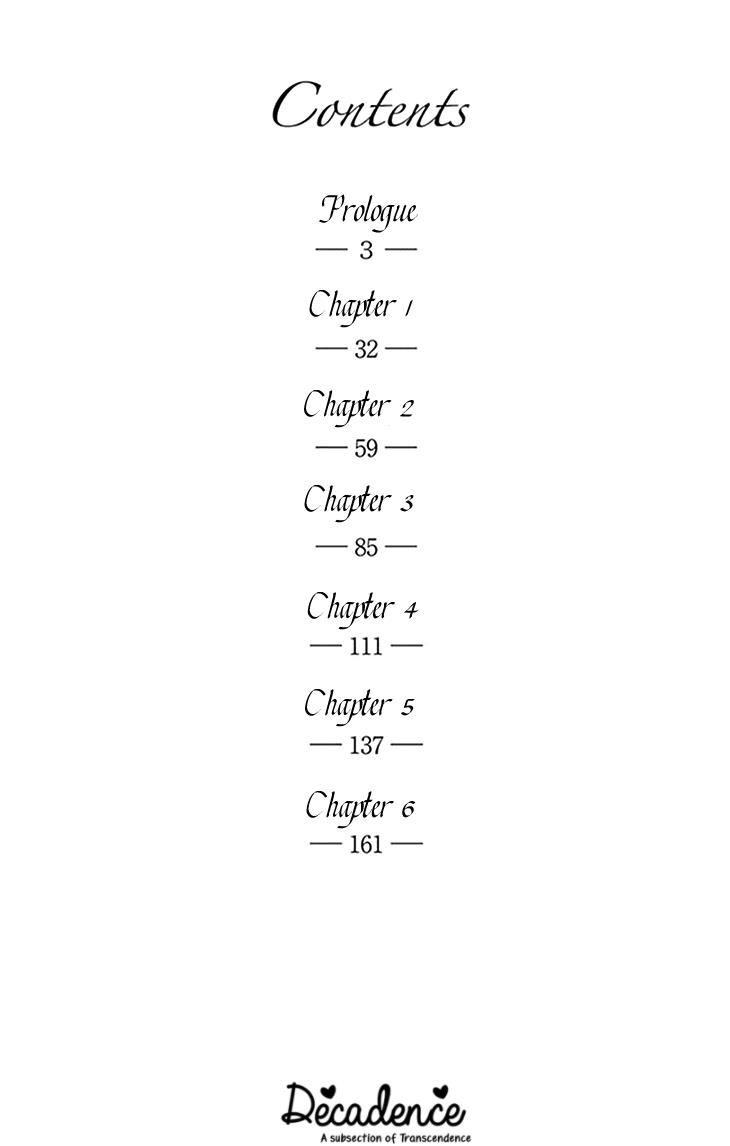 Contents
Prologue
— 3 —
Chapter 1
— 32 —
Chapter 2
— 59 —
Chapter 3
— 85 —
Chapter 4
— 111 —
Chapter 5
— 137 —
Chapter 6
— 161 —
Decadence
A subsection of Transcendence